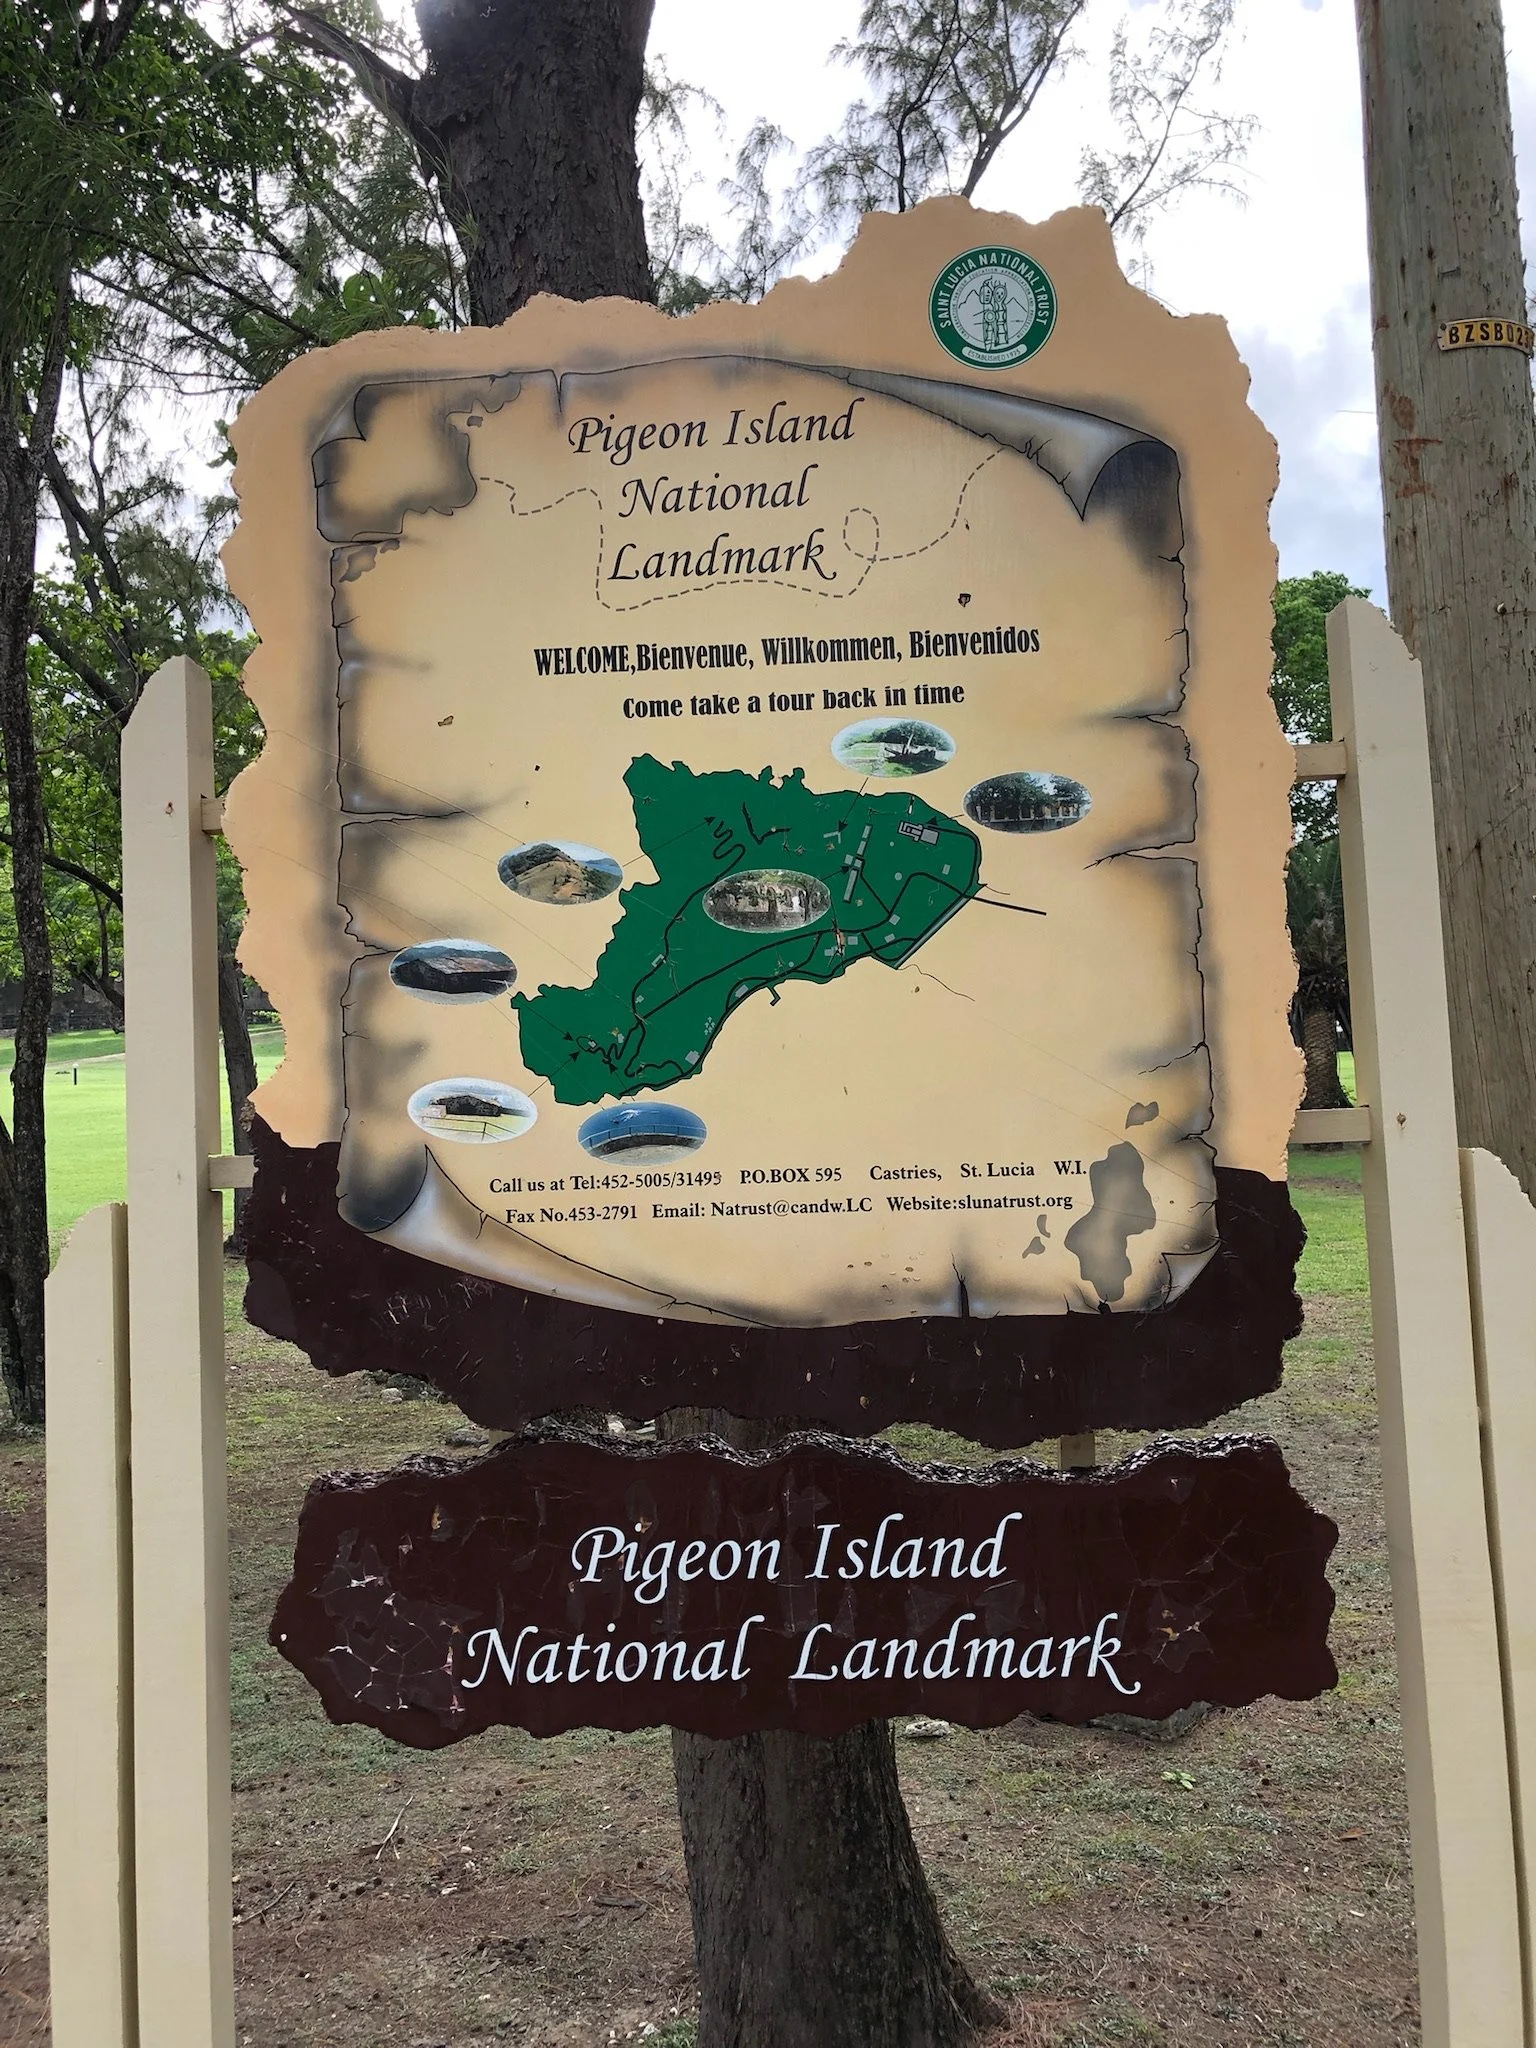 SAINT LUCIA NATIONAL TRUST
ESTABLISHED 1975
BZSB023
Pigeon Island
National
Landmark
WELCOME,Bienvenue, Willkommen, Bienvenidos
Come take a tour back in time
Call us at Tel:452-5005/31495 P.O.BOX 595 Castries, St. Lucia W.I.
Fax No.453-2791 Email: Natrust@candw.LC Website:slunatrust.org
Pigeon Island
National Landmark